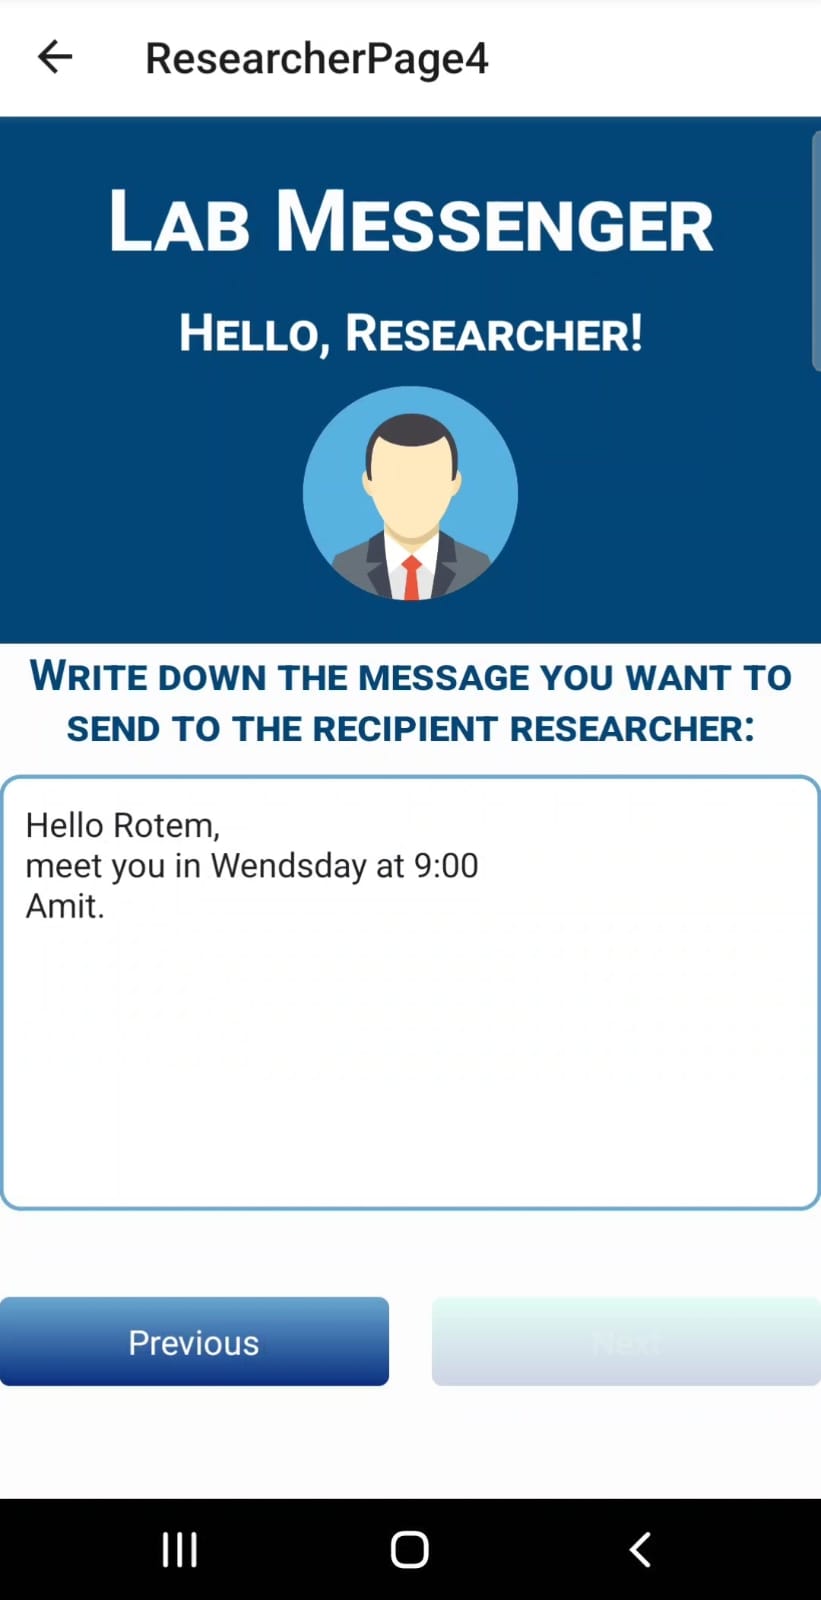 ResearcherPage4
LAB MESSENGER
HELLO, RESEARCHER!
WRITE DOWN THE MESSAGE YOU WANT TO
SEND TO THE RECIPIENT RESEARCHER:
Hello Rotem,
meet you in Wendsday at 9:00
Amit.
Previous
Next